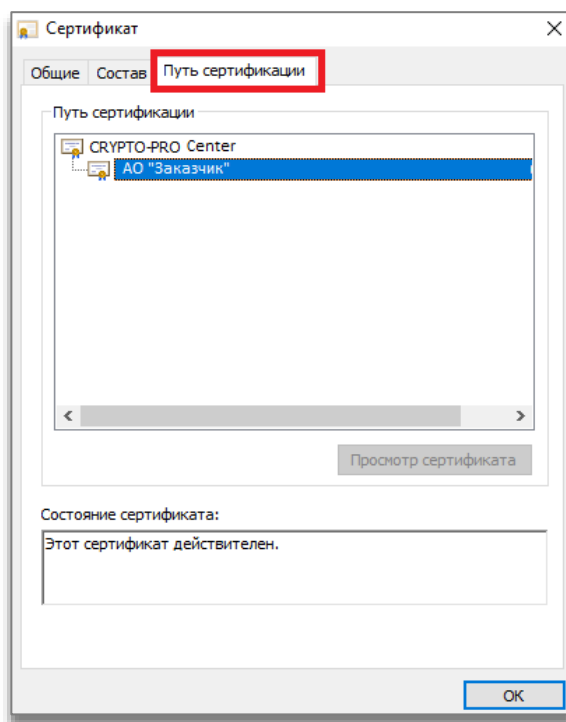 Сертификат
Общие Состав Путь сертификации
Путь сертификации
CRYPTO-PRO Center
АО "Заказчик"
Просмотр сертификата
Состояние сертификата:
Этот сертификат действителен.
ОК